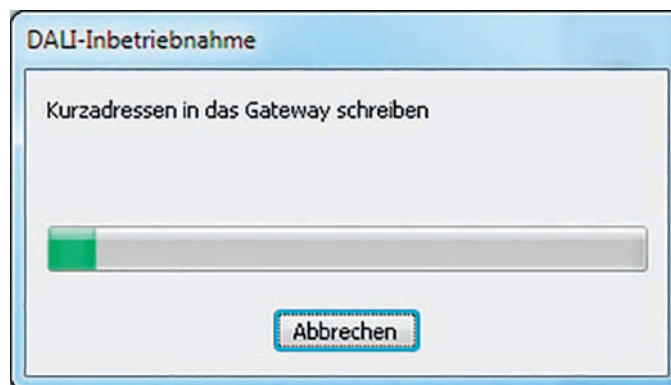 DALI-Inbetriebnahme
Kurzadressen in das Gateway schreiben
Abbrechen